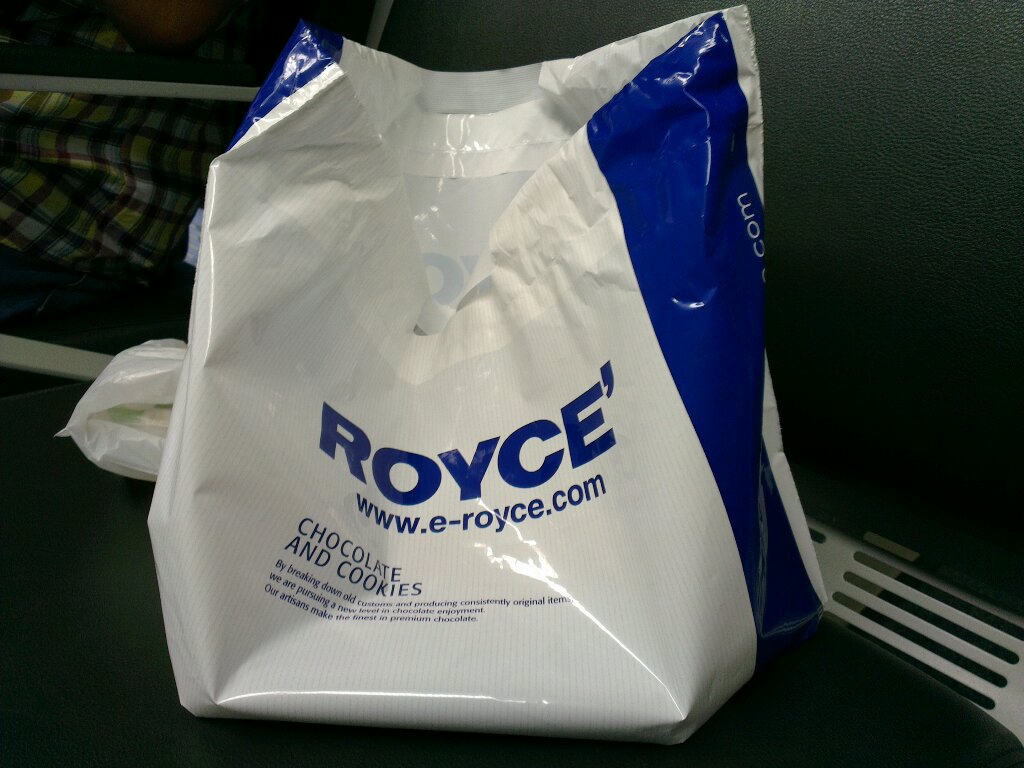 ROYCE'
www.e-royce.com
CHOCOLATE
AND COOKIES
By breaking down old customs and producing consistently original items,
we are pursuing a new level in chocolate enjoyment.
Our artisans make the finest in premium chocolate.
com